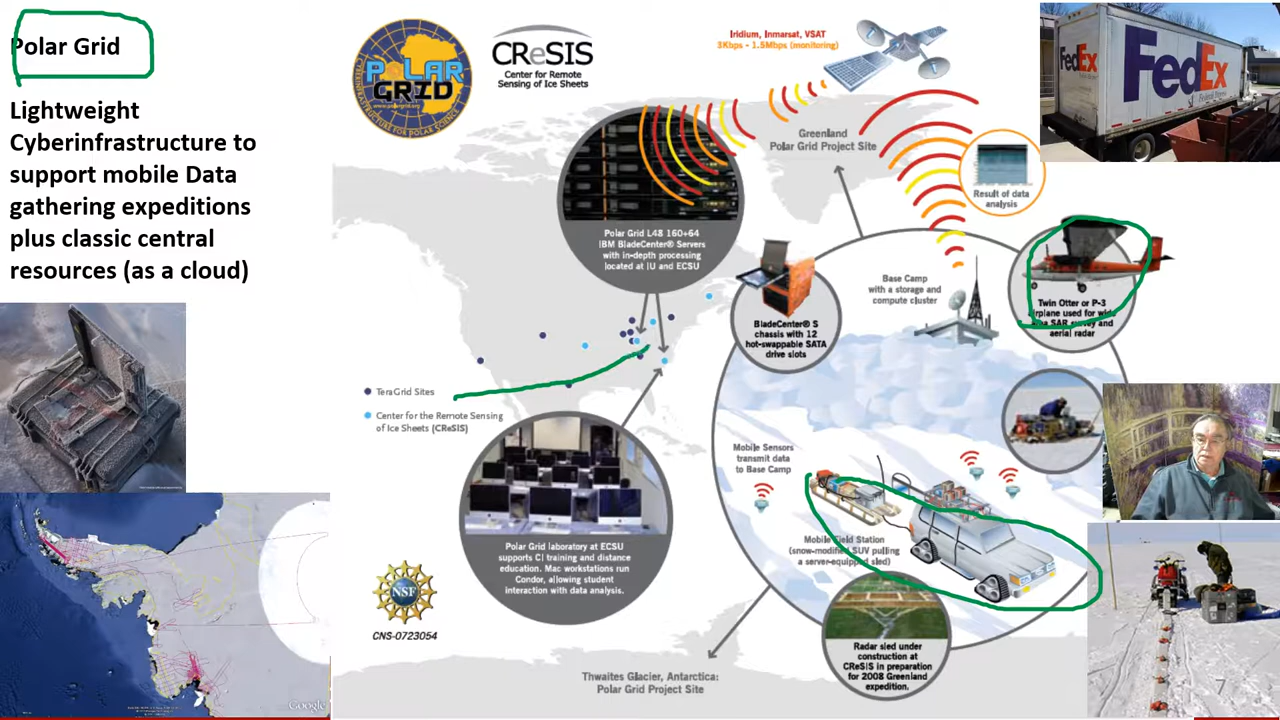 Polar Grid
Lightweight
Cyberinfrastructure to
support mobile Data
gathering expeditions
plus classic central
resources (as a cloud)
POLAR
GRID
CReSIS
Center for Remote
Sensing of Ice Sheets
Iridium, Inmarsat, VSAT
3Kbps - 1.5Mbps (monitoring)
FedEx
FedEx
Greenland
Polar Grid Project Site
Result of data
analysis
Polar Grid L48 160+64
IBM BladeCenter® Servers
with in-depth processing
located at IU and ECSU
BladeCenter® S
chassis with 12
hot-swappable SATA
drive slots
Base Camp
with a storage and
compute cluster
Twin Otter or P-3
airplane used for wide
area SAR survey and
aerial radar
TeraGrid Sites
Center for the Remote Sensing
of Ice Sheets (CReSIS)
Mobile Sensors
transmit data
to Base Camp
Mobile Field Station
(snow-modified SUV pulling
a server-equipped sled)
Polar Grid laboratory at ECSU
supports CI training and distance
education. Mac workstations run
Condor, allowing student
interaction with data analysis.
NSF
CNS-0723054
Radar sled under
construction at
CReSIS in preparation
for 2008 Greenland
expedition.
Thwaites Glacier, Antarctica:
Polar Grid Project Site
Google
7